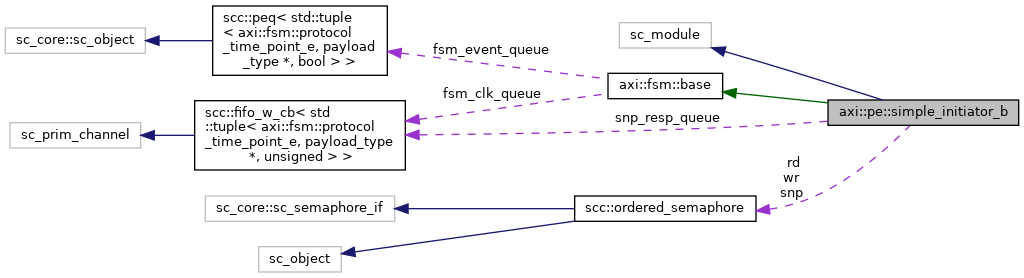 sc_core::sc_object
scc::peq< std::tuple
< axi::fsm::protocol
_time_point_e, payload
_type *, bool > >
fsm_event_queue
sc_module
axi::fsm::base
fsm_clk_queue
axi::pe::simple_initiator_b
snp_resp_queue
sc_prim_channel
scc::fifo_w_cb< std
::tuple< axi::fsm::protocol
_time_point_e, payload_type
*, unsigned > >
rd
wr
snp
sc_core::sc_semaphore_if
scc::ordered_semaphore
sc_object